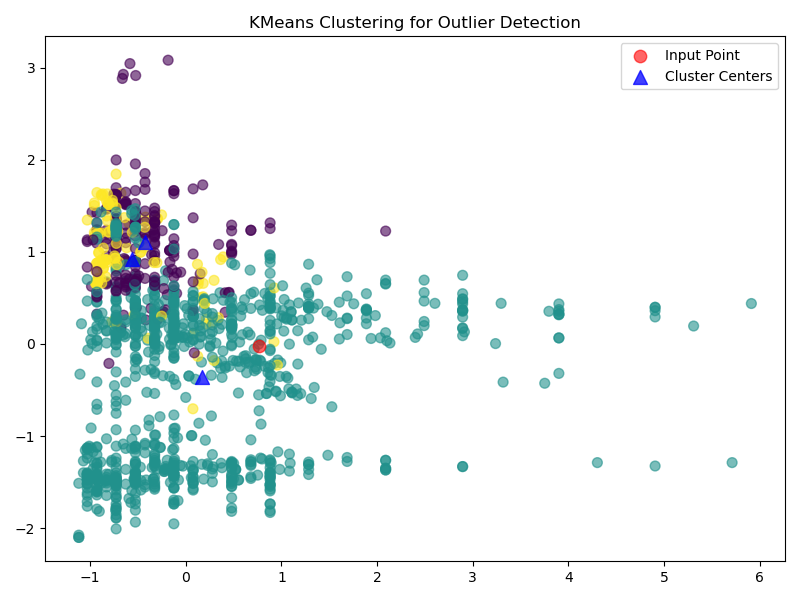 KMeans Clustering for Outlier Detection
Input Point
Cluster Centers
3
2
1
0
−1
−2
−1 0 1 2 3 4 5 6